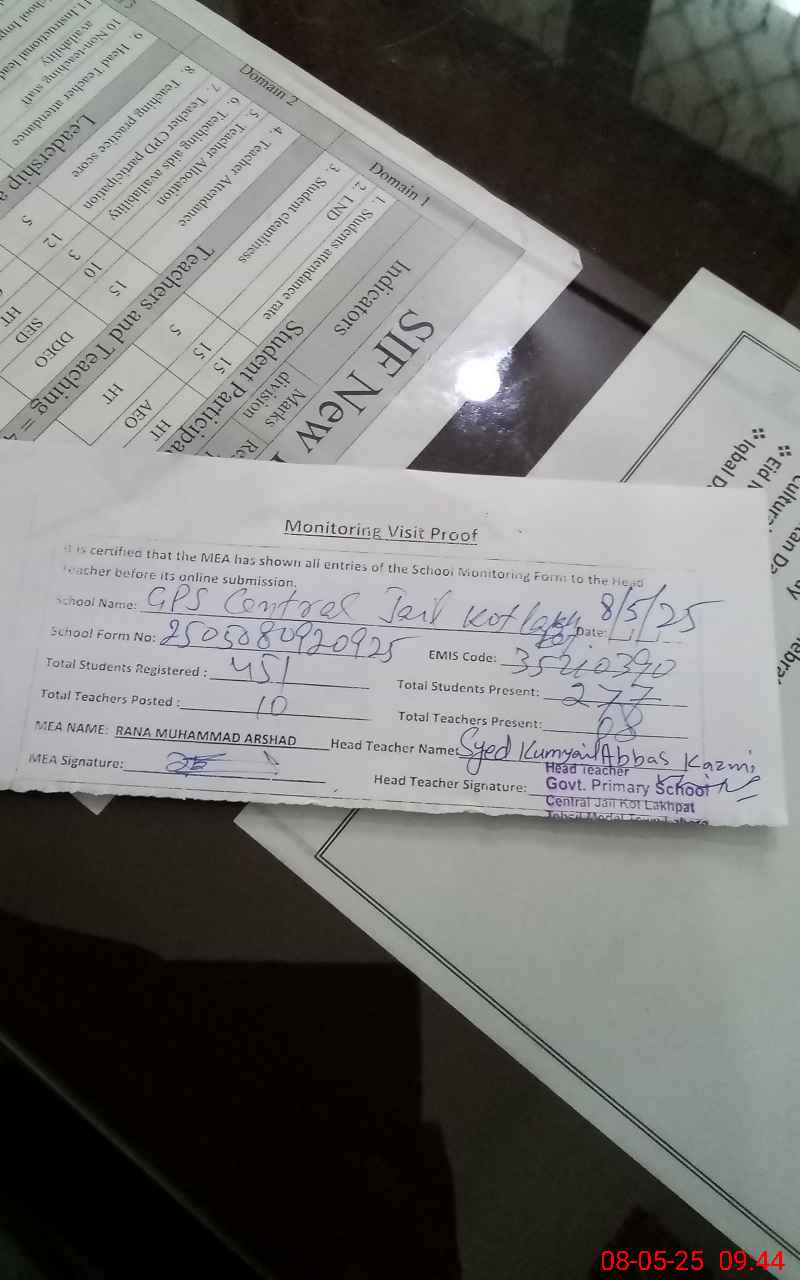 Domain 2
9. Head Teacher attendance
10 Non-teaching staff
availability
11 Instructional lead
Leadership a
4. Teacher Attendance
5. Teacher Allocation
6. Teaching aids availability
7. Teacher CPD participation
8. Teaching practice score
15
10
3
12
5
HT
DDEO
SED
HT
Teachers and Teaching =
Domain 1
1. Students attendance rate
2. LND
3. Student cleanliness
15
15
5
HT
AEO
Student Participa
Indicators
Marks
division
SIF New
Iqbal D
Eid
Cultur
Monitoring Visit Proof
It is certified that the MEA has shown all entries of the School Monitoring Form to the Head
Teacher before its online submission.
School Name: GPS Central Jail Kot Lakh Date: 8/5/25
School Form No: 2505080920925 EMIS Code: 35210390
Total Students Registered : 451 Total Students Present: 277
Total Teachers Posted : 10 Total Teachers Present: 08
MEA NAME: RANA MUHAMMAD ARSHAD Head Teacher Name: Syed Kumyail Abbas Kazmi
MEA Signature: Head Teacher Signature:
Head Teacher
Govt. Primary School
Central Jail Kot Lakhpat
08-05-25 09:44